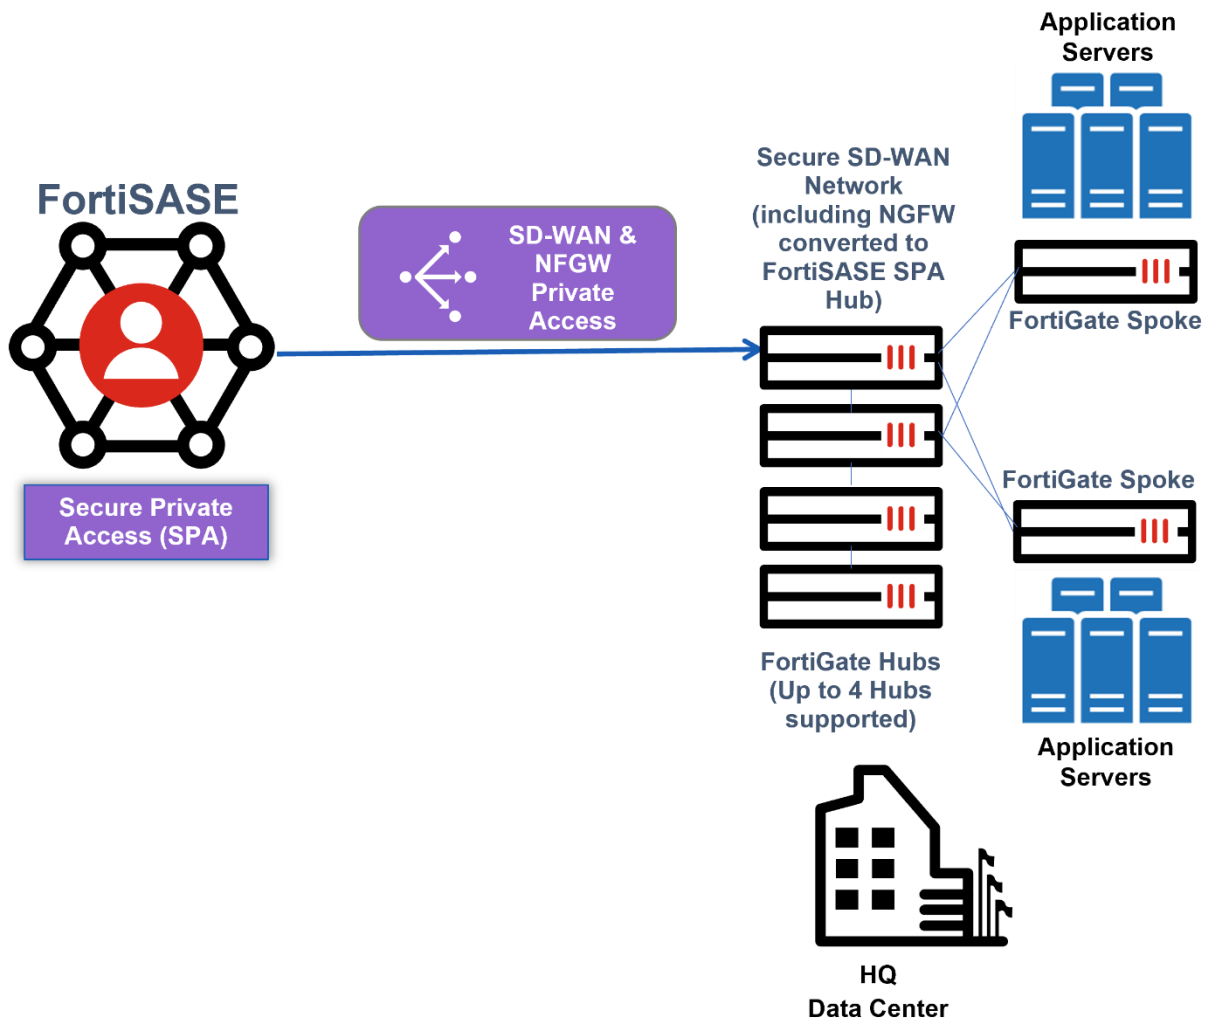 FortiSASE
Secure Private
Access (SPA)
SD-WAN &
NFGW
Private
Access
Secure SD-WAN
Network
(including NGFW
converted to
FortiSASE SPA
Hub)
FortiGate Hubs
(Up to 4 Hubs
supported)
HQ
Data Center
Application
Servers
FortiGate Spoke
FortiGate Spoke
Application
Servers